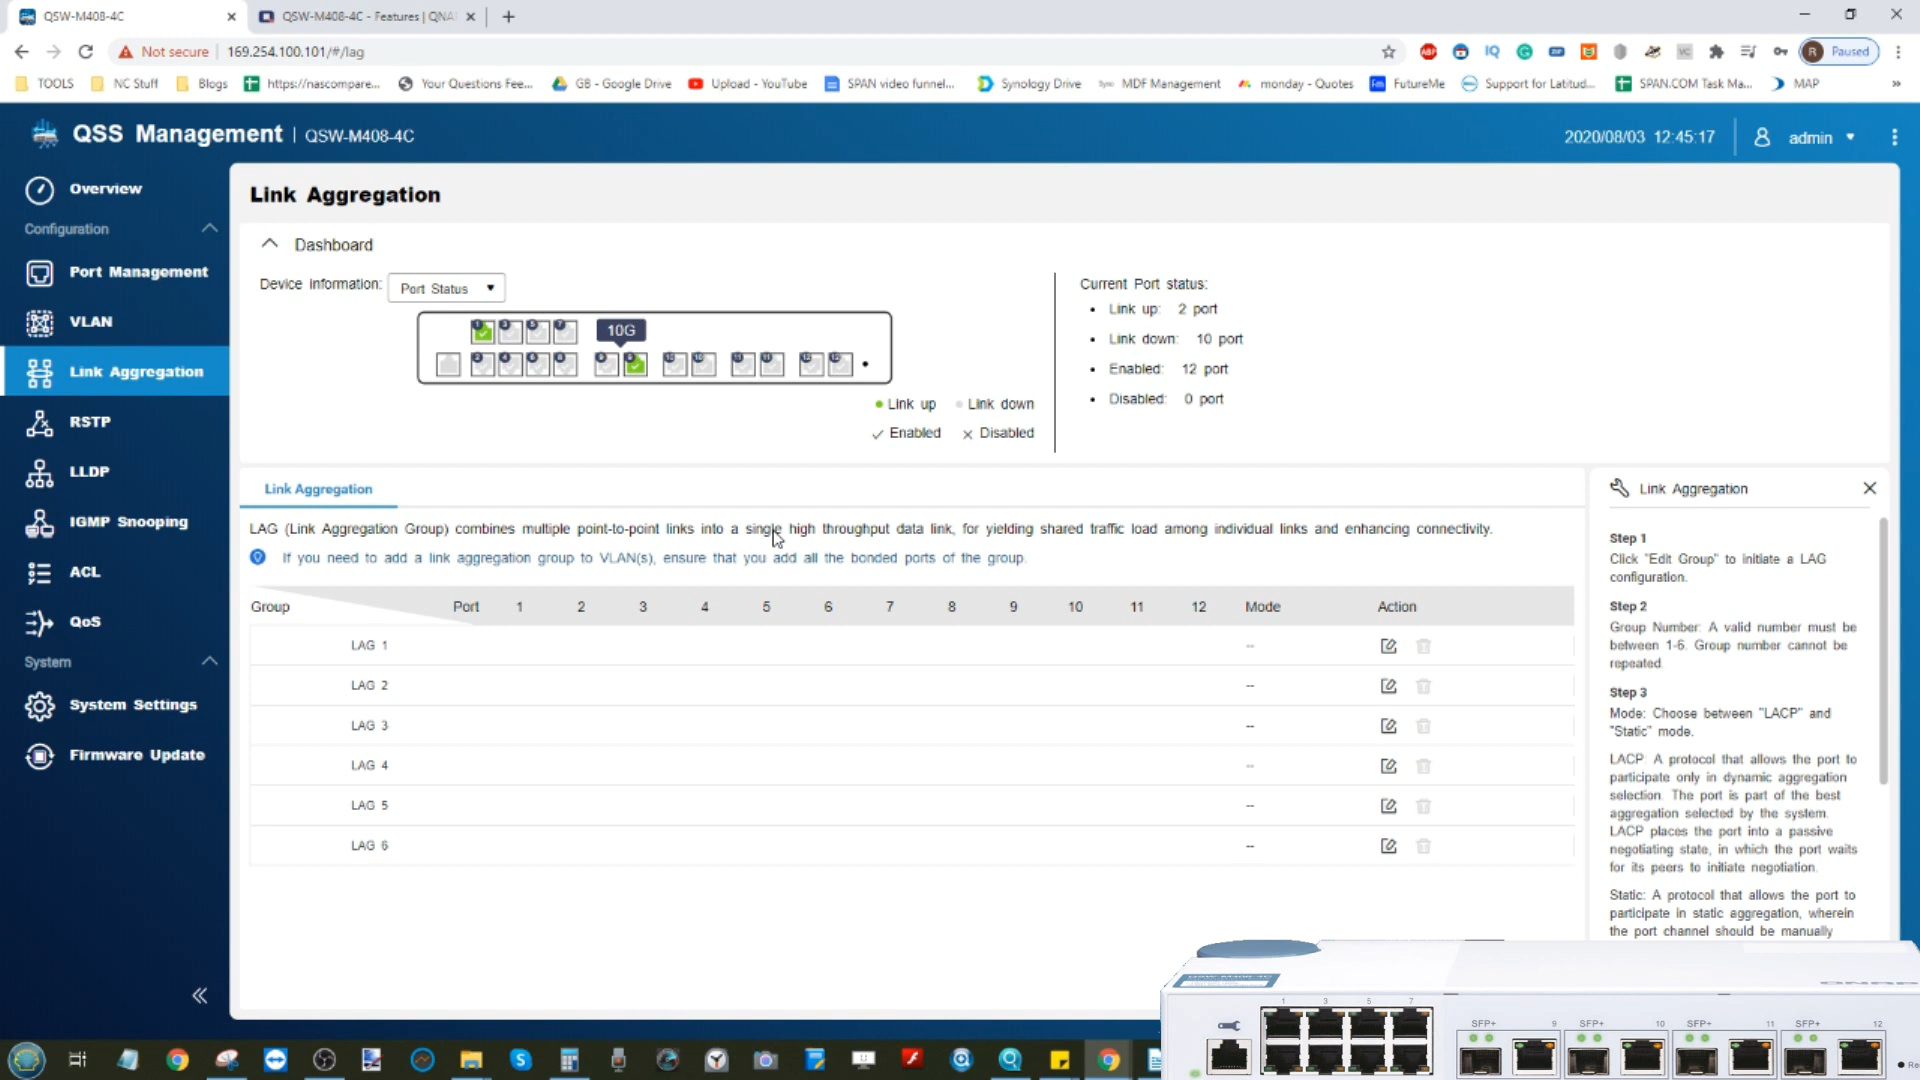 QSW-M408-4C
QSW-M408-4C - Features | QNA
Not secure
169.254.100.101/#/lag
ABP
IQ
VC
R
Paused
TOOLS
NC Stuff
Blogs
https://nascompare...
Your Questions Fee...
GB - Google Drive
Upload - YouTube
SPAN video funnel...
Synology Drive
MDF Management
monday - Quotes
FutureMe
Support for Latitud...
SPAN.COM Task Ma...
MAP
QSS Management | QSW-M408-4C
2020/08/03 12:45:17
admin
Overview
Configuration
Port Management
VLAN
Link Aggregation
RSTP
LLDP
IGMP Snooping
ACL
QoS
System
System Settings
Firmware Update
Link Aggregation
Dashboard
Device Information:
Port Status
10G
Link up
Link down
Enabled
Disabled
Current Port status:
Link up: 2 port
Link down: 10 port
Enabled: 12 port
Disabled: 0 port
Link Aggregation
LAG (Link Aggregation Group) combines multiple point-to-point links into a single high throughput data link, for yielding shared traffic load among individual links and enhancing connectivity.
If you need to add a link aggregation group to VLAN(s), ensure that you add all the bonded ports of the group.
Group Port 1 2 3 4 5 6 7 8 9 10 11 12 Mode Action
LAG 1 --
LAG 2 --
LAG 3 --
LAG 4 --
LAG 5 --
LAG 6 --
Link Aggregation
Step 1
Click "Edit Group" to initiate a LAG
configuration.
Step 2
Group Number: A valid number must be
between 1-6. Group number cannot be
repeated.
Step 3
Mode: Choose between "LACP" and
"Static" mode.
LACP: A protocol that allows the port to
participate only in dynamic aggregation
selection. The port is part of the best
aggregation selected by the system.
LACP places the port into a passive
negotiating state, in which the port waits
for its peers to initiate negotiation.
Static: A protocol that allows the port to
participate in static aggregation, wherein
the port channel should be manually
QSW-M408-4C
1 3 5 7
SFP+ 9 SFP+ 10 SFP+ 11 SFP+ 12
Re